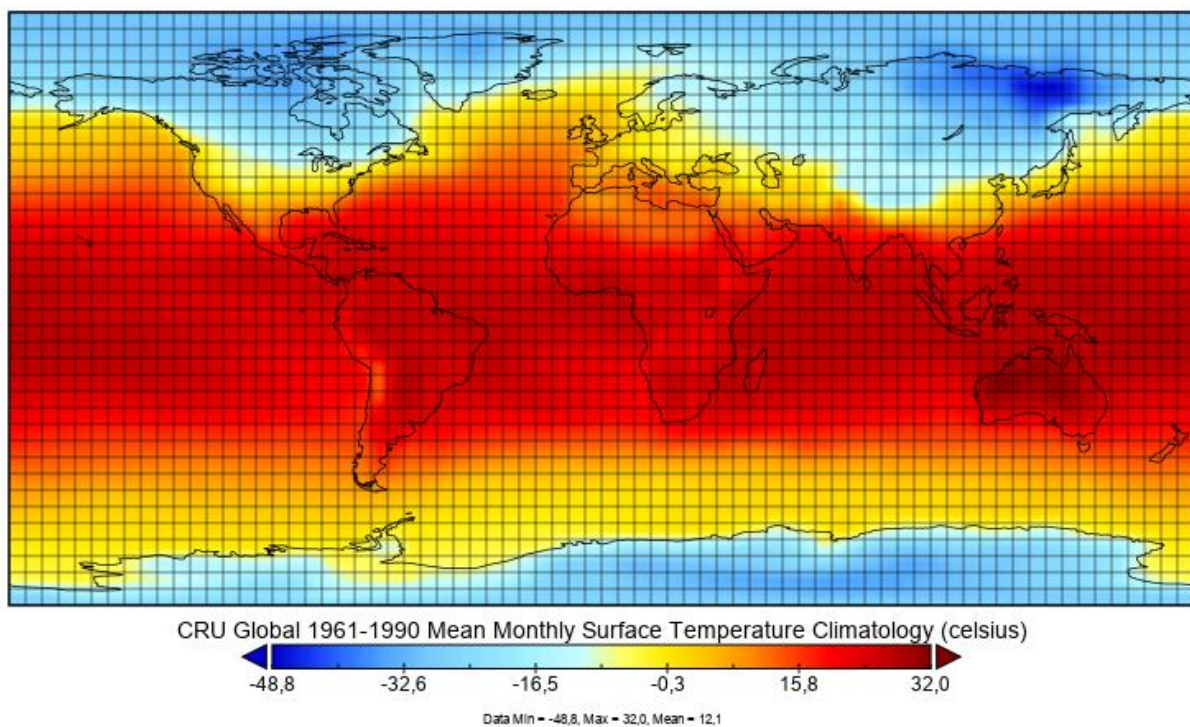 CRU Global 1961-1990 Mean Monthly Surface Temperature Climatology (celsius)
-48,8 -32,6 -16,5 -0,3 15,8 32,0
Data Min = -48,8, Max = 32,0, Mean = 12,1